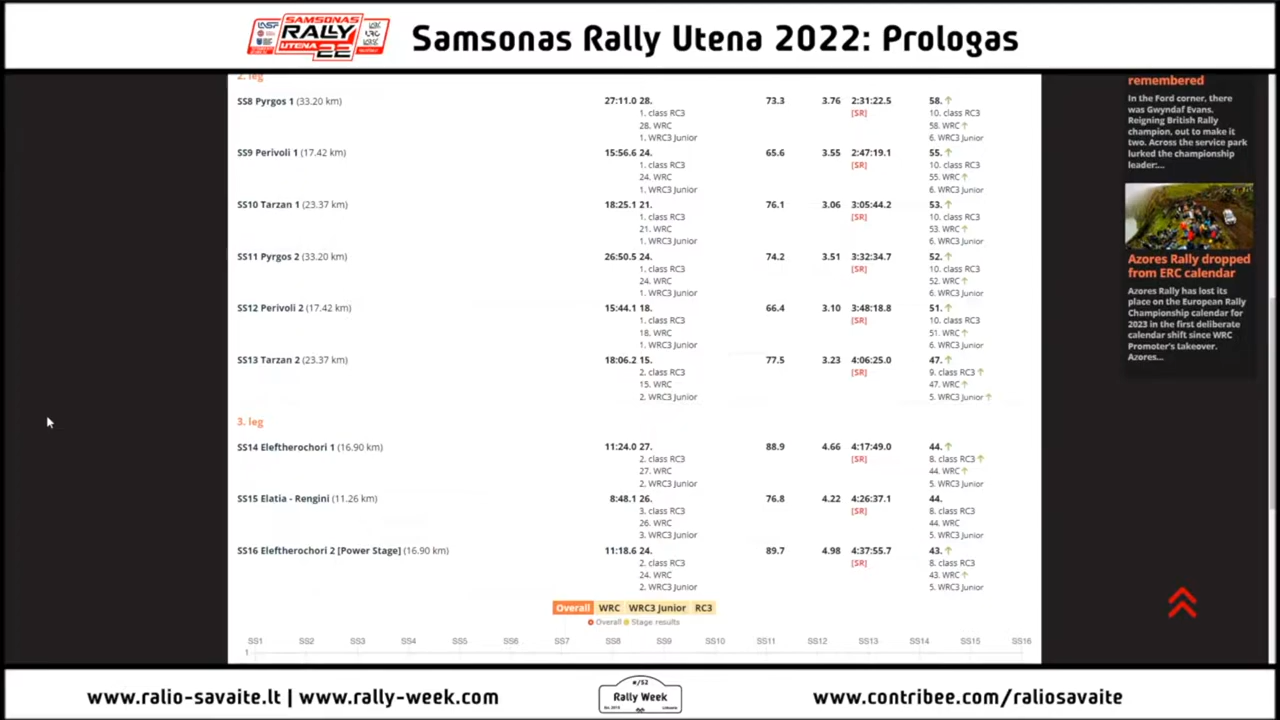 SAMSONAS
RALLY
UTENA 22
Samsonas Rally Utena 2022: Prologas
2. leg
SS8 Pyrgos 1 (33.20 km) 27:11.0 28. 73.3 3.76 2:31:22.5 58. ↑
1. class RC3 [SR] 10. class RC3
28. WRC 58. WRC ↑
1. WRC3 Junior 6. WRC3 Junior
SS9 Perivoli 1 (17.42 km) 15:56.6 24. 65.6 3.55 2:47:19.1 55. ↑
1. class RC3 [SR] 10. class RC3
24. WRC 55. WRC ↑
1. WRC3 Junior 6. WRC3 Junior
SS10 Tarzan 1 (23.37 km) 18:25.1 21. 76.1 3.06 3:05:44.2 53. ↑
1. class RC3 [SR] 10. class RC3
21. WRC 53. WRC ↑
1. WRC3 Junior 6. WRC3 Junior
SS11 Pyrgos 2 (33.20 km) 26:50.5 24. 74.2 3.51 3:32:34.7 52. ↑
1. class RC3 [SR] 10. class RC3
24. WRC 52. WRC ↑
1. WRC3 Junior 6. WRC3 Junior
SS12 Perivoli 2 (17.42 km) 15:44.1 18. 66.4 3.10 3:48:18.8 51. ↑
1. class RC3 [SR] 10. class RC3
18. WRC 51. WRC ↑
1. WRC3 Junior 6. WRC3 Junior
SS13 Tarzan 2 (23.37 km) 18:06.2 15. 77.5 3.23 4:06:25.0 47. ↑
2. class RC3 [SR] 9. class RC3 ↑
15. WRC 47. WRC ↑
2. WRC3 Junior 5. WRC3 Junior ↑
3. leg
SS14 Eleftherochori 1 (16.90 km) 11:24.0 27. 88.9 4.66 4:17:49.0 44. ↑
2. class RC3 [SR] 8. class RC3 ↑
27. WRC 44. WRC ↑
2. WRC3 Junior 5. WRC3 Junior
SS15 Elatia - Rengini (11.26 km) 8:48.1 26. 76.8 4.22 4:26:37.1 44.
3. class RC3 [SR] 8. class RC3
26. WRC 44. WRC
3. WRC3 Junior 5. WRC3 Junior
SS16 Eleftherochori 2 [Power Stage] (16.90 km) 11:18.6 24. 89.7 4.98 4:37:55.7 43. ↑
2. class RC3 [SR] 8. class RC3
24. WRC 43. WRC ↑
2. WRC3 Junior 5. WRC3 Junior
Overall WRC WRC3 Junior RC3
Overall Stage results
SS1 SS2 SS3 SS4 SS5 SS6 SS7 SS8 SS9 SS10 SS11 SS12 SS13 SS14 SS15 SS16
1
remembered
In the Ford corner, there
was Gwyndaf Evans.
Reigning British Rally
champion, out to make it
two. Across the service park
lurked the championship
leader:...
Azores Rally dropped
from ERC calendar
Azores Rally has lost its
place on the European Rally
Championship calendar for
2023 in the first deliberate
calendar shift since WRC
Promoter's takeover.
Azores...
www.ralio-savaite.lt | www.rally-week.com
#/52
Rally Week
www.contribee.com/raliosavaite